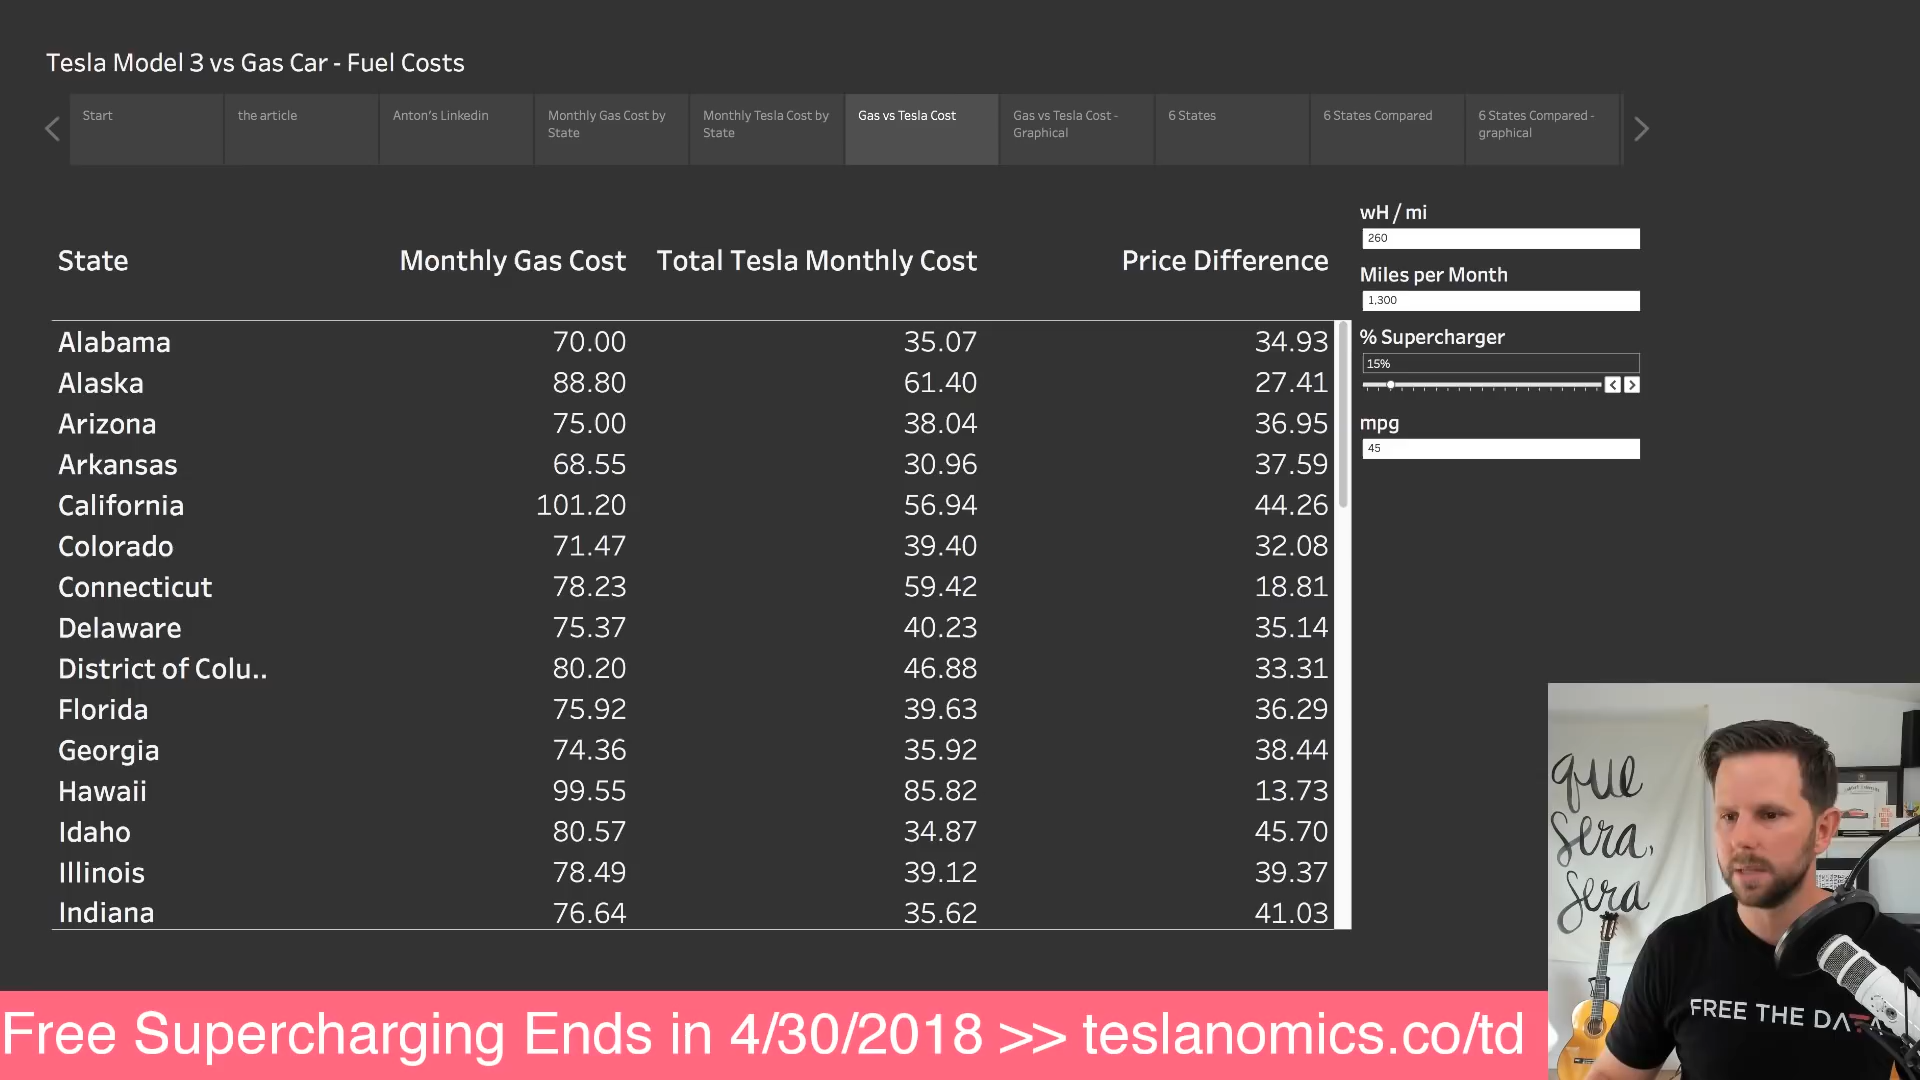 Tesla Model 3 vs Gas Car - Fuel Costs
Start
the article
Anton's Linkedin
Monthly Gas Cost by
State
Monthly Tesla Cost by
State
Gas vs Tesla Cost
Gas vs Tesla Cost -
Graphical
6 States
6 States Compared
6 States Compared -
graphical
State Monthly Gas Cost Total Tesla Monthly Cost Price Difference
Alabama 70.00 35.07 34.93
Alaska 88.80 61.40 27.41
Arizona 75.00 38.04 36.95
Arkansas 68.55 30.96 37.59
California 101.20 56.94 44.26
Colorado 71.47 39.40 32.08
Connecticut 78.23 59.42 18.81
Delaware 75.37 40.23 35.14
District of Colu.. 80.20 46.88 33.31
Florida 75.92 39.63 36.29
Georgia 74.36 35.92 38.44
Hawaii 99.55 85.82 13.73
Idaho 80.57 34.87 45.70
Illinois 78.49 39.12 39.37
Indiana 76.64 35.62 41.03
wH / mi
260
Miles per Month
1,300
% Supercharger
15%
mpg
45
que
sera,
sera
FREE THE DATA
Free Supercharging Ends in 4/30/2018 >> teslanomics.co/td